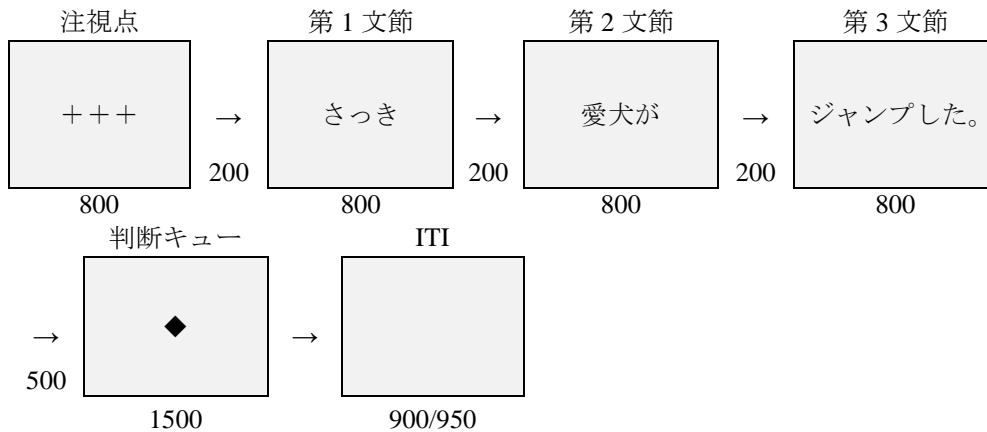 注視点 第1文節 第2文節 第3文節
+++ → さっき → 愛犬が → ジャンプした。
200 200 200
800 800 800 800
判断キュー ITI
→ ◆ →
500
1500 900/950